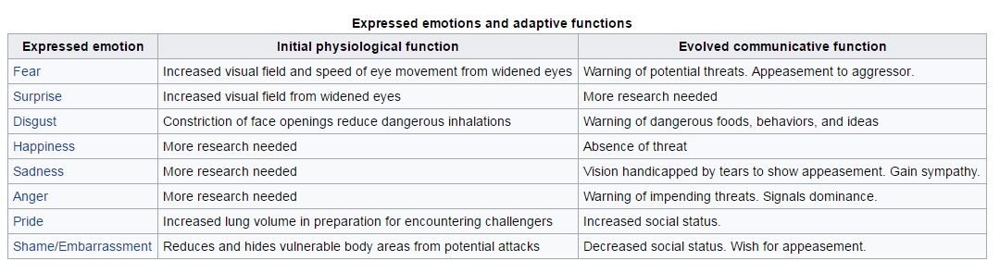 Expressed emotions and adaptive functions
Expressed emotion Initial physiological function Evolved communicative function
Fear Increased visual field and speed of eye movement from widened eyes Warning of potential threats. Appeasement to aggressor.
Surprise Increased visual field from widened eyes More research needed
Disgust Constriction of face openings reduce dangerous inhalations Warning of dangerous foods, behaviors, and ideas
Happiness More research needed Absence of threat
Sadness More research needed Vision handicapped by tears to show appeasement. Gain sympathy.
Anger More research needed Warning of impending threats. Signals dominance.
Pride Increased lung volume in preparation for encountering challengers Increased social status.
Shame/Embarrassment Reduces and hides vulnerable body areas from potential attacks Decreased social status. Wish for appeasement.